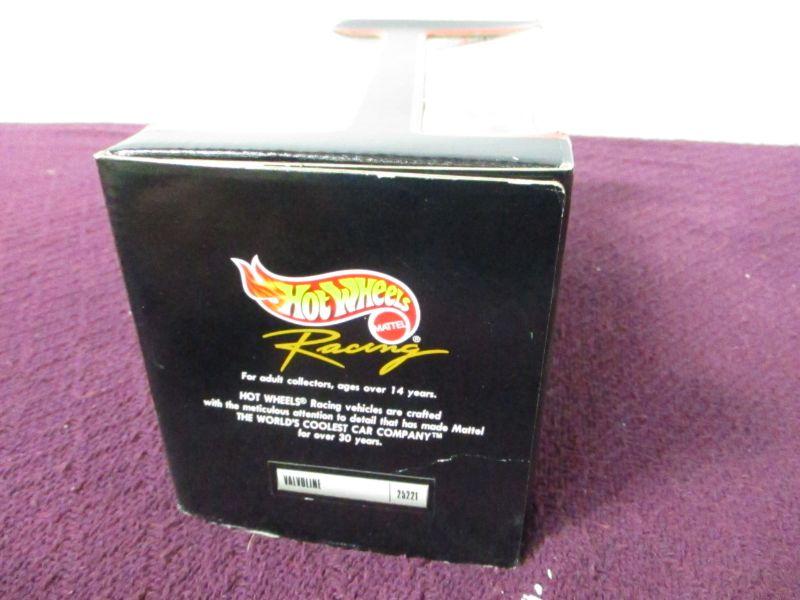 HOT WHEELS
MATTEL
®
Racing
For adult collectors, ages over 14 years.
HOT WHEELS® Racing vehicles are crafted
with the meticulous attention to detail that has made Mattel
THE WORLD'S COOLEST CAR COMPANY™
for over 30 years.
VALVOLINE 25221